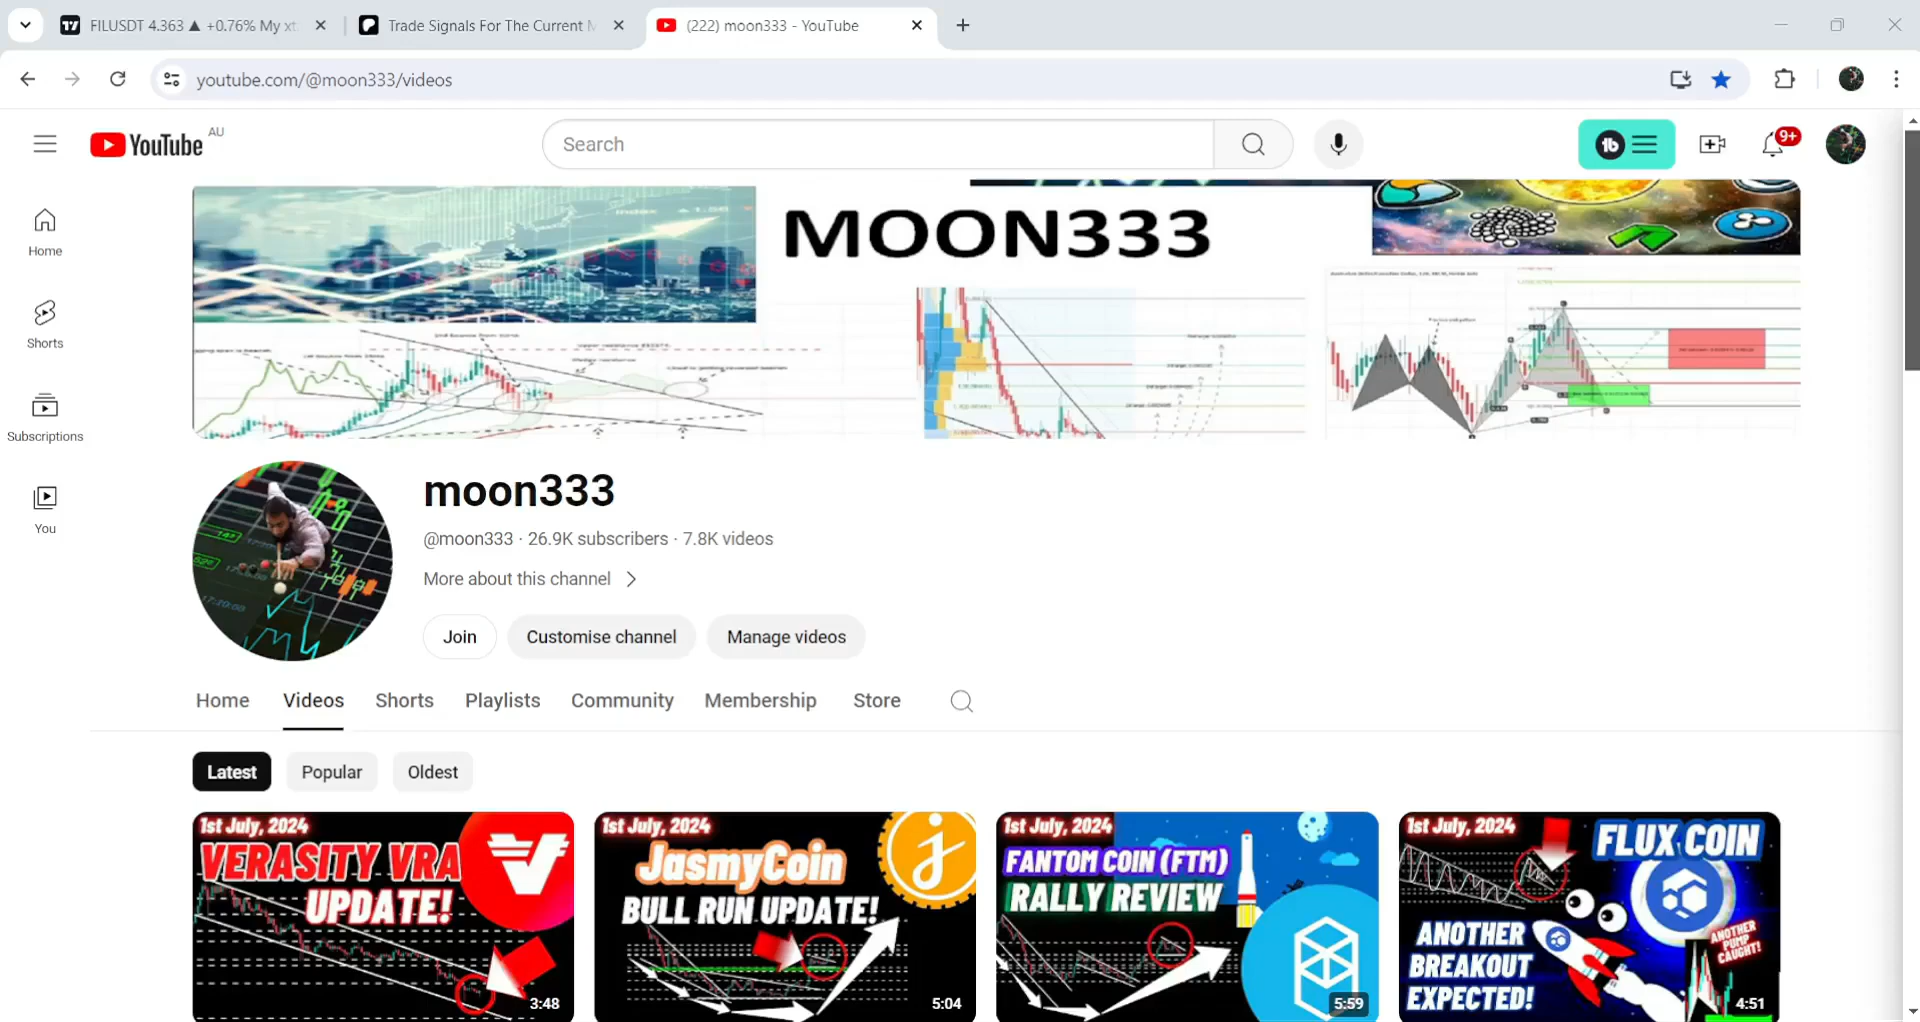 FILUSDT 4.363 ▲ +0.76% My xt
Trade Signals For The Current M
(222) moon333 - YouTube
youtube.com/@moon333/videos
YouTube AU
Search
9+
Home
Shorts
Subscriptions
You
MOON333
moon333
@moon333 · 26.9K subscribers · 7.8K videos
More about this channel
Join
Customise channel
Manage videos
Home
Videos
Shorts
Playlists
Community
Membership
Store
Latest
Popular
Oldest
1st July, 2024
VERASITY VRA
UPDATE!
3:48
1st July, 2024
JasmyCoin
BULL RUN UPDATE!
5:04
1st July, 2024
FANTOM COIN (FTM)
RALLY REVIEW
5:59
1st July, 2024
FLUX COIN
ANOTHER
BREAKOUT
EXPECTED!
ANOTHER
PUMP
CAUGHT!
4:51